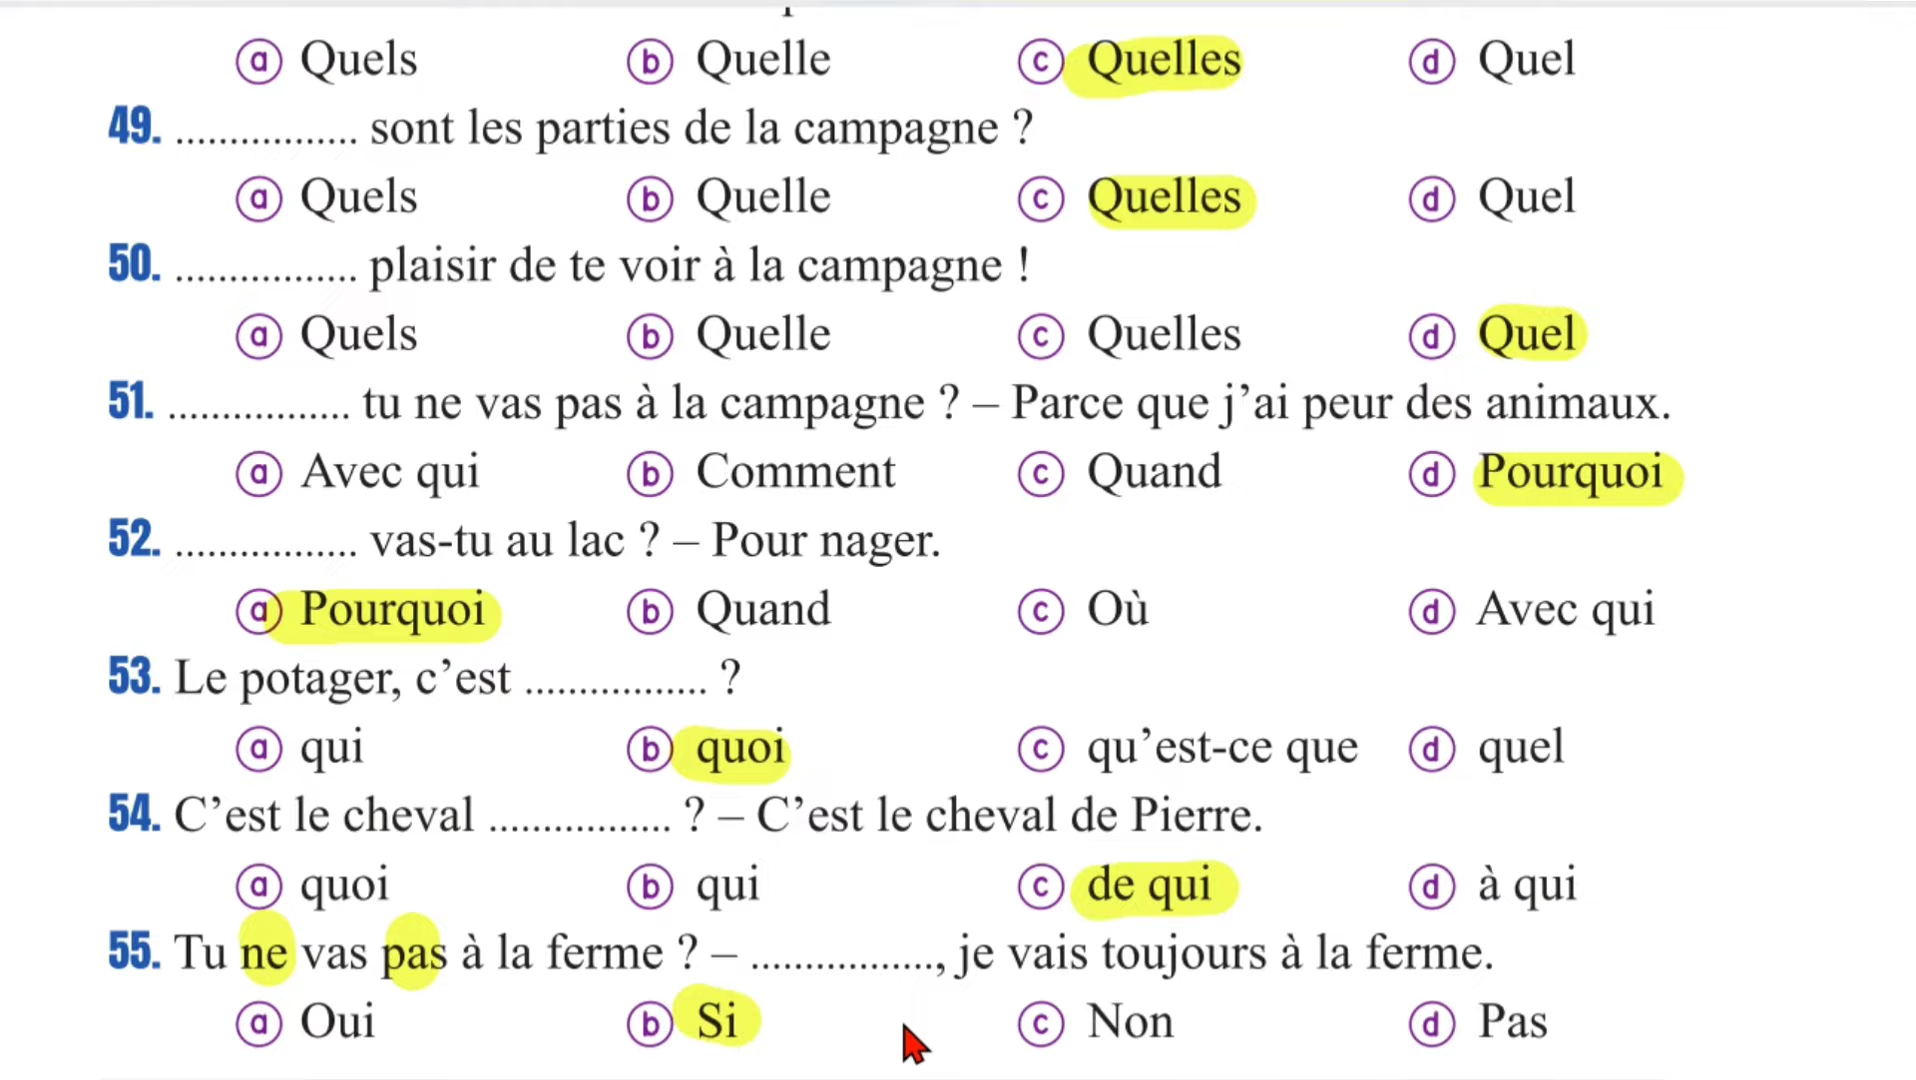 ⓐ Quels ⓑ Quelle ⓒ Quelles ⓓ Quel
49. ................. sont les parties de la campagne ?
ⓐ Quels ⓑ Quelle ⓒ Quelles ⓓ Quel
50. ................. plaisir de te voir à la campagne !
ⓐ Quels ⓑ Quelle ⓒ Quelles ⓓ Quel
51. ................. tu ne vas pas à la campagne ? – Parce que j’ai peur des animaux.
ⓐ Avec qui ⓑ Comment ⓒ Quand ⓓ Pourquoi
52. ................. vas-tu au lac ? – Pour nager.
ⓐ Pourquoi ⓑ Quand ⓒ Où ⓓ Avec qui
53. Le potager, c’est ................. ?
ⓐ qui ⓑ quoi ⓒ qu’est-ce que ⓓ quel
54. C’est le cheval ................. ? – C’est le cheval de Pierre.
ⓐ quoi ⓑ qui ⓒ de qui ⓓ à qui
55. Tu ne vas pas à la ferme ? – ................., je vais toujours à la ferme.
ⓐ Oui ⓑ Si ⓒ Non ⓓ Pas